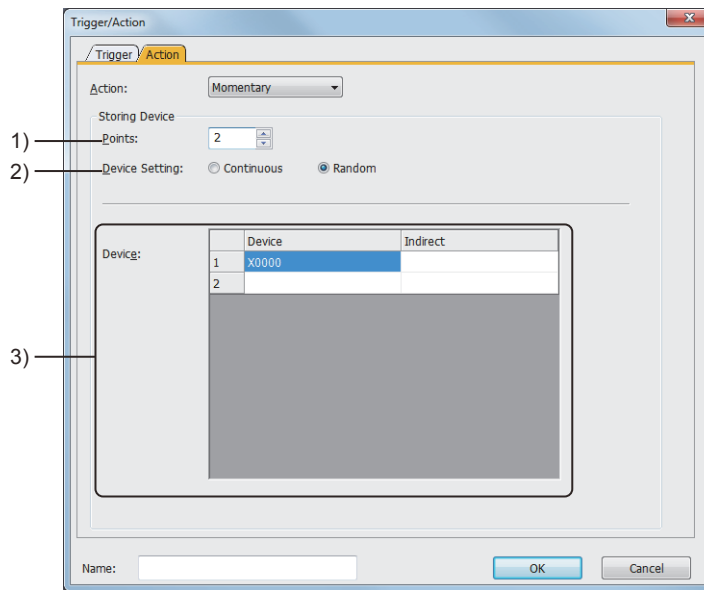 Trigger/Action
x
Trigger Action
Action: Momentary
Storing Device
1) Points: 2
2) Device Setting: Continuous Random
3) Device: Device Indirect
1 X0000
2
Name: OK Cancel